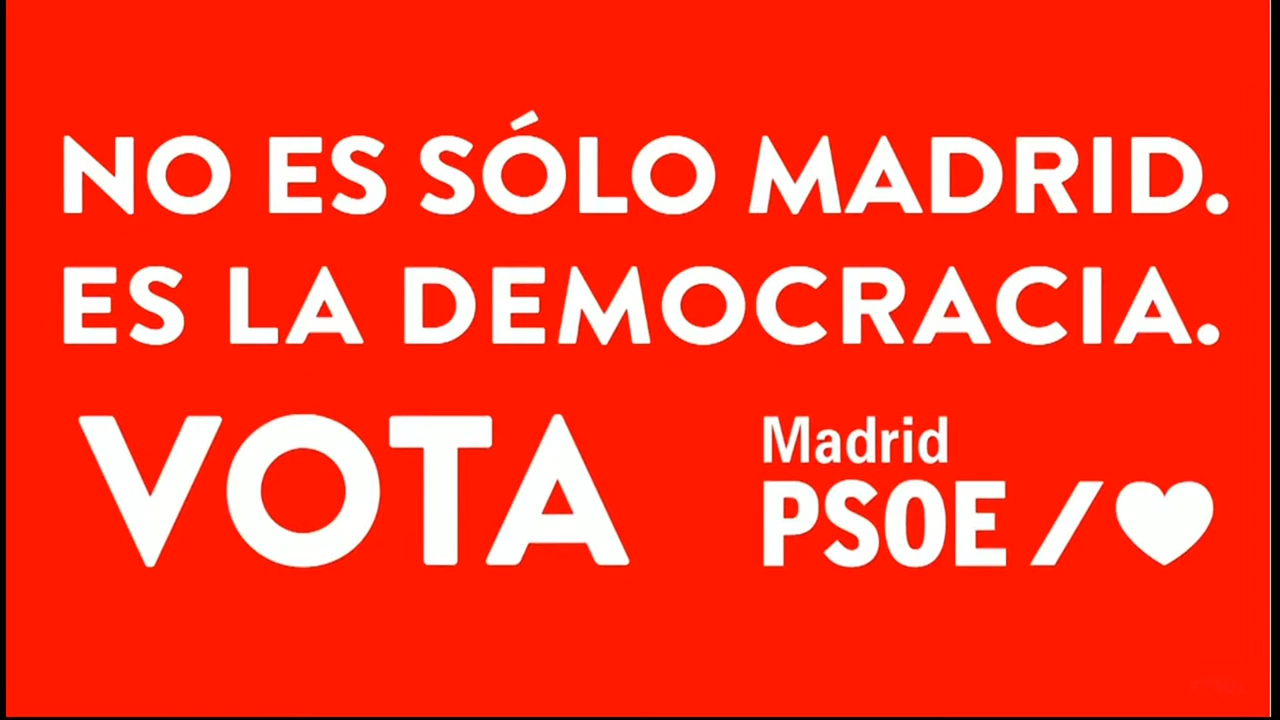 NO ES SÓLO MADRID.
ES LA DEMOCRACIA.
VOTA
Madrid
PSOE /